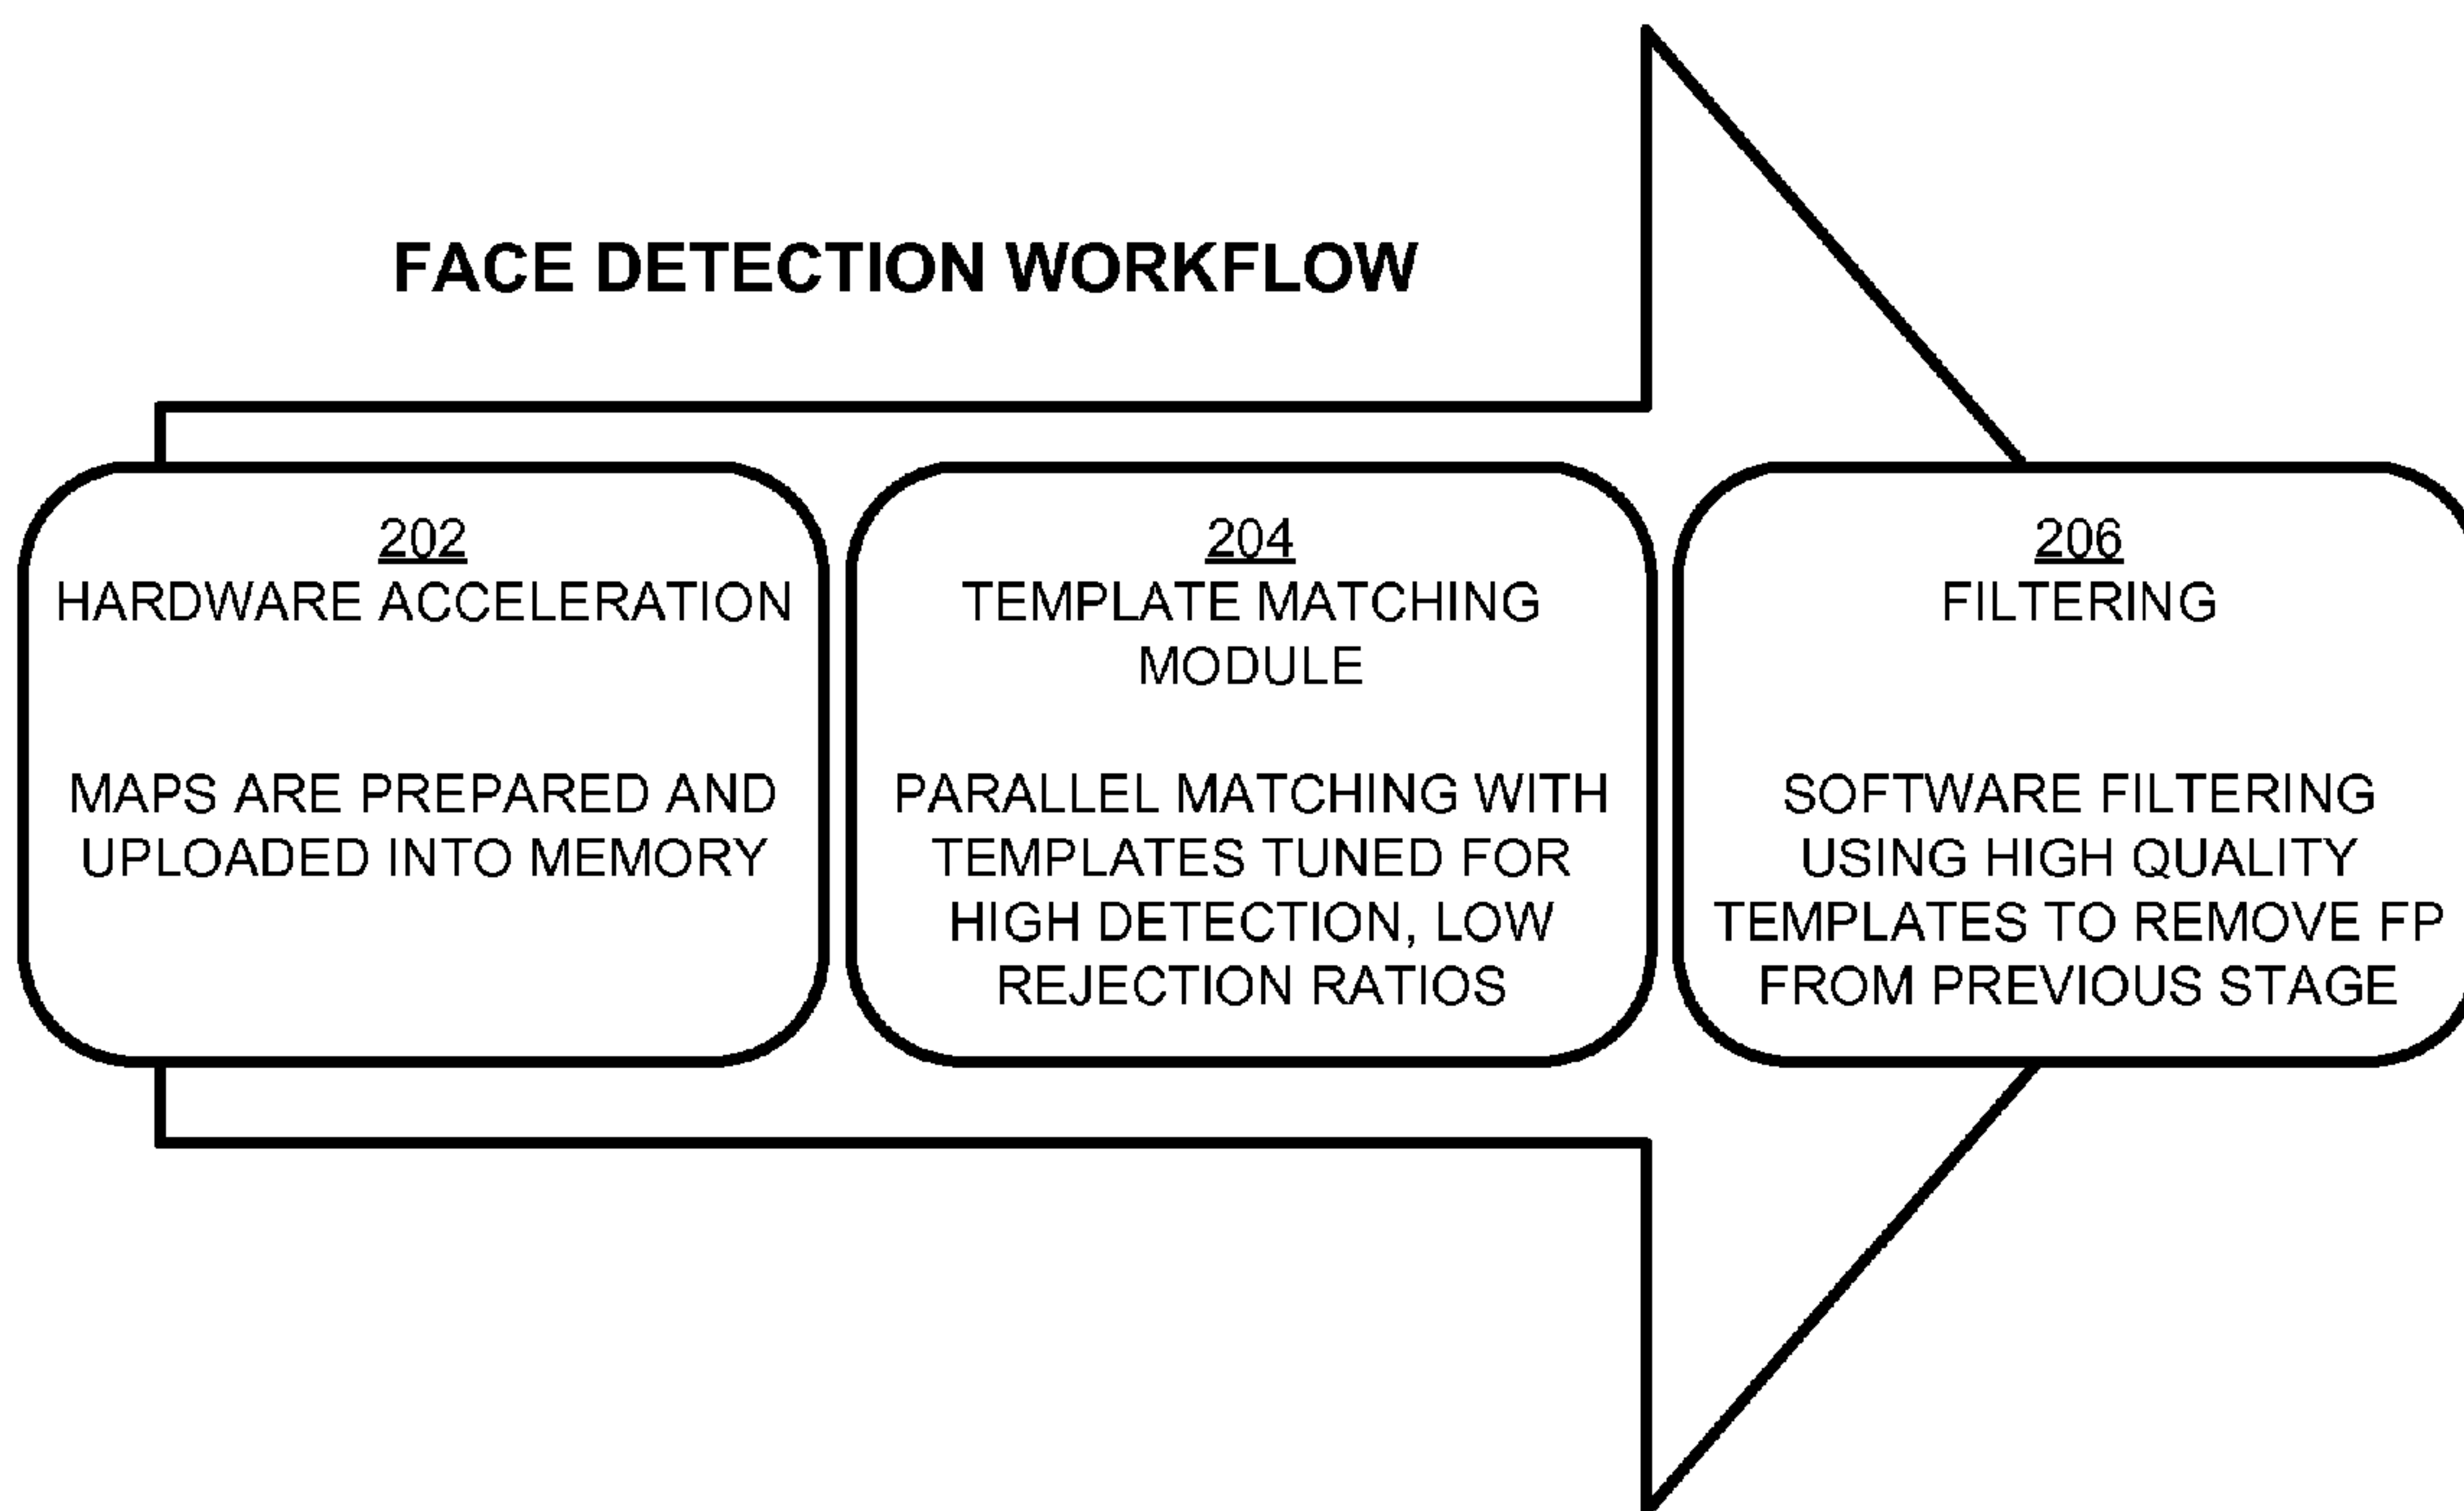 FACE DETECTION WORKFLOW
202
HARDWARE ACCELERATION
MAPS ARE PREPARED AND
UPLOADED INTO MEMORY
204
TEMPLATE MATCHING
MODULE
PARALLEL MATCHING WITH
TEMPLATES TUNED FOR
HIGH DETECTION, LOW
REJECTION RATIOS
206
FILTERING
SOFTWARE FILTERING
USING HIGH QUALITY
TEMPLATES TO REMOVE FP
FROM PREVIOUS STAGE